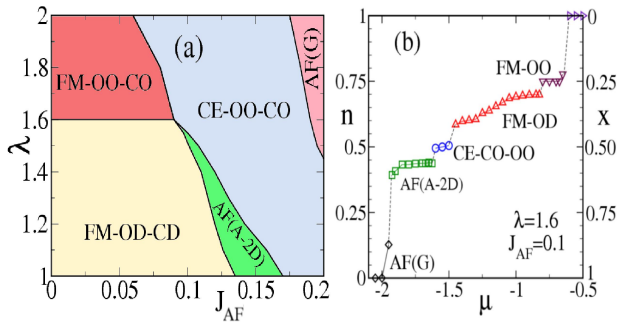 2
1.8
1.6
1.4
1.2
1
λ
0
0.05
0.1
0.15
0.2
J_AF
(a)
FM-OO-CO
CE-OO-CO
AF(G)
FM-OD-CD
AF(A-2D)
(b)
1
0.75
0.5
0.25
0
n
0
0.25
0.50
0.75
1
x
-2
-1.5
-1
-0.5
μ
FM-OO
FM-OD
CE-CO-OO
AF(A-2D)
AF(G)
λ=1.6
J_AF=0.1